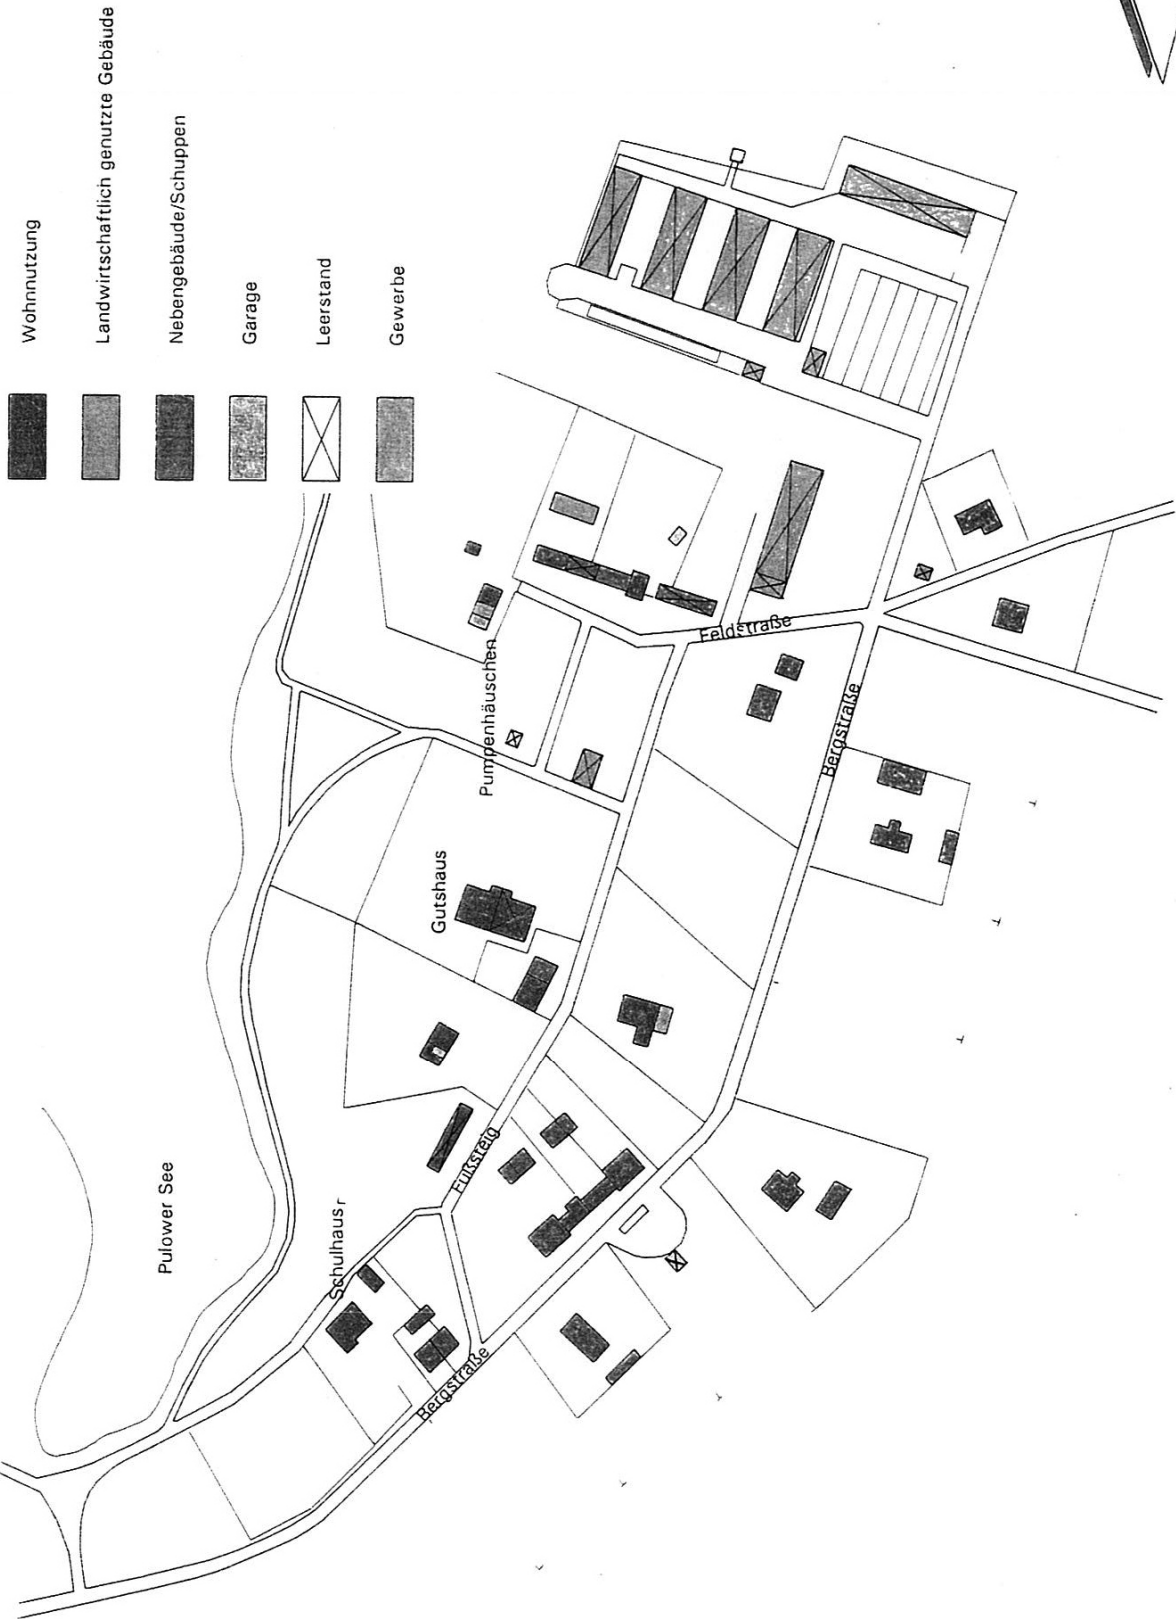 Wohnnutzung
Landwirtschaftlich genutzte Gebäude
Nebengebäude/Schuppen
Garage
Leerstand
Gewerbe
Pulower See
Schulhaus
Fußsteig
Gutshaus
Pumpenhäuschen
Feldstraße
Bergstraße
Bergstraße